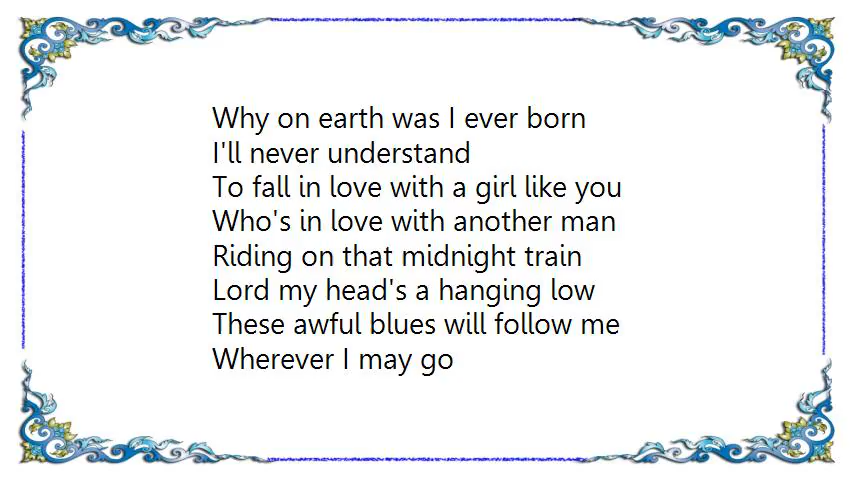 Why on earth was I ever born
I'll never understand
To fall in love with a girl like you
Who's in love with another man
Riding on that midnight train
Lord my head's a hanging low
These awful blues will follow me
Wherever I may go